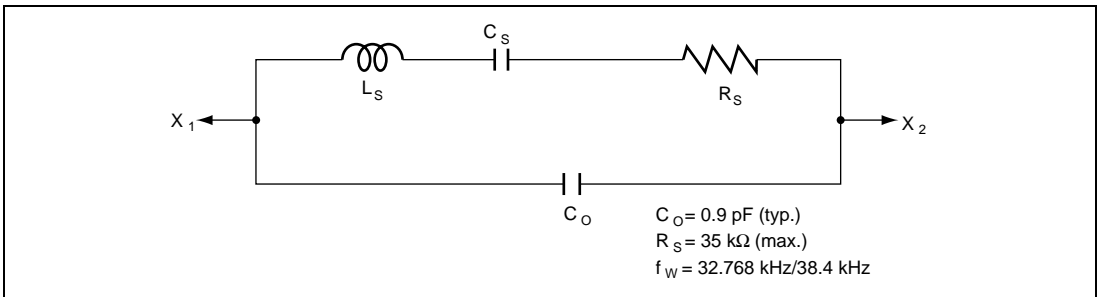 C S
L S
R S
X 1
X 2
C O
C O = 0.9 pF (typ.)
R S = 35 kΩ (max.)
f W = 32.768 kHz/38.4 kHz